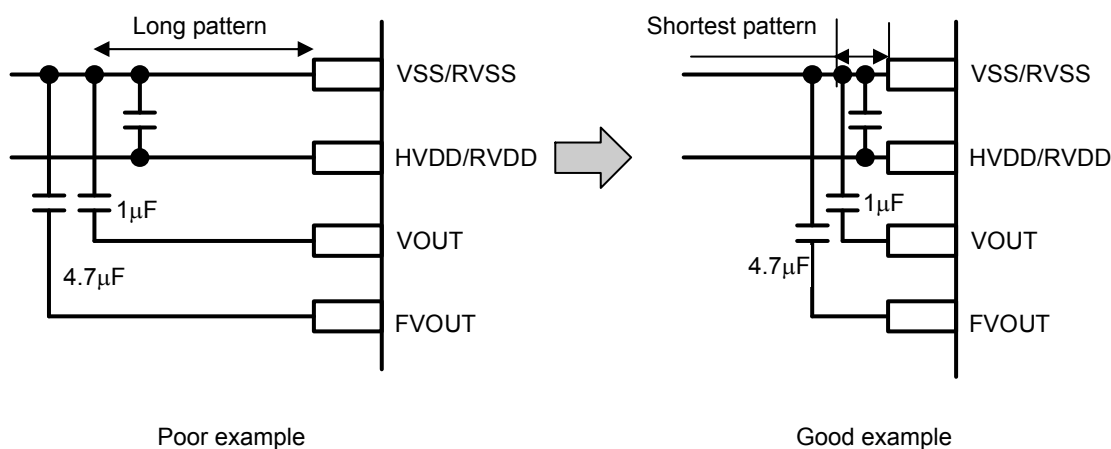 Long pattern
VSS/RVSS
HVDD/RVDD
1μF
VOUT
4.7μF
FVOUT
Poor example
Shortest pattern
VSS/RVSS
HVDD/RVDD
1μF
VOUT
4.7μF
FVOUT
Good example